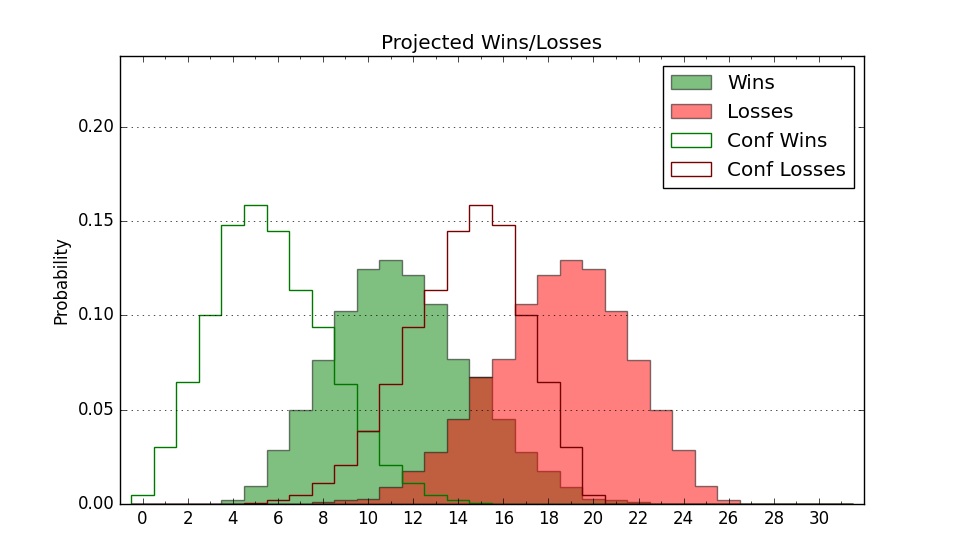 Projected Wins/Losses
Wins
Losses
Conf Wins
Conf Losses
Probability
0.20
0.15
0.10
0.05
0.00
0 2 4 6 8 10 12 14 16 18 20 22 24 26 28 30